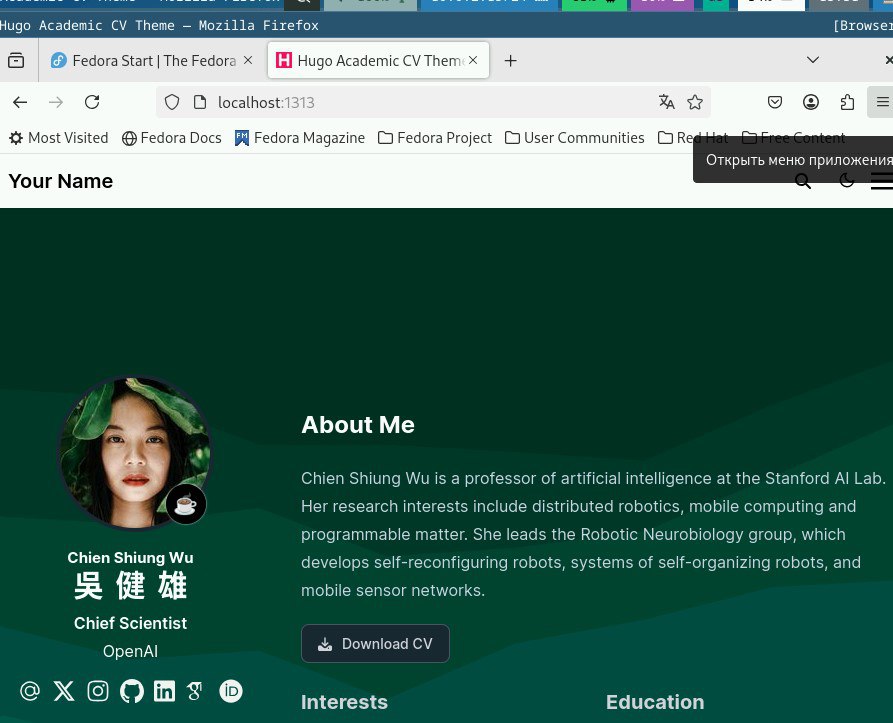 Hugo Academic CV Theme — Mozilla Firefox [Browser
Fedora Start | The Fedora
Hugo Academic CV Them
localhost:1313
Most Visited Fedora Docs Fedora Magazine Fedora Project User Communities Red Hat Free Content
Открыть меню приложения
Your Name
About Me
Chien Shiung Wu is a professor of artificial intelligence at the Stanford AI Lab.
Her research interests include distributed robotics, mobile computing and
programmable matter. She leads the Robotic Neurobiology group, which
develops self-reconfiguring robots, systems of self-organizing robots, and
mobile sensor networks.
Download CV
Chien Shiung Wu
吳健雄
Chief Scientist
OpenAI
Interests
Education